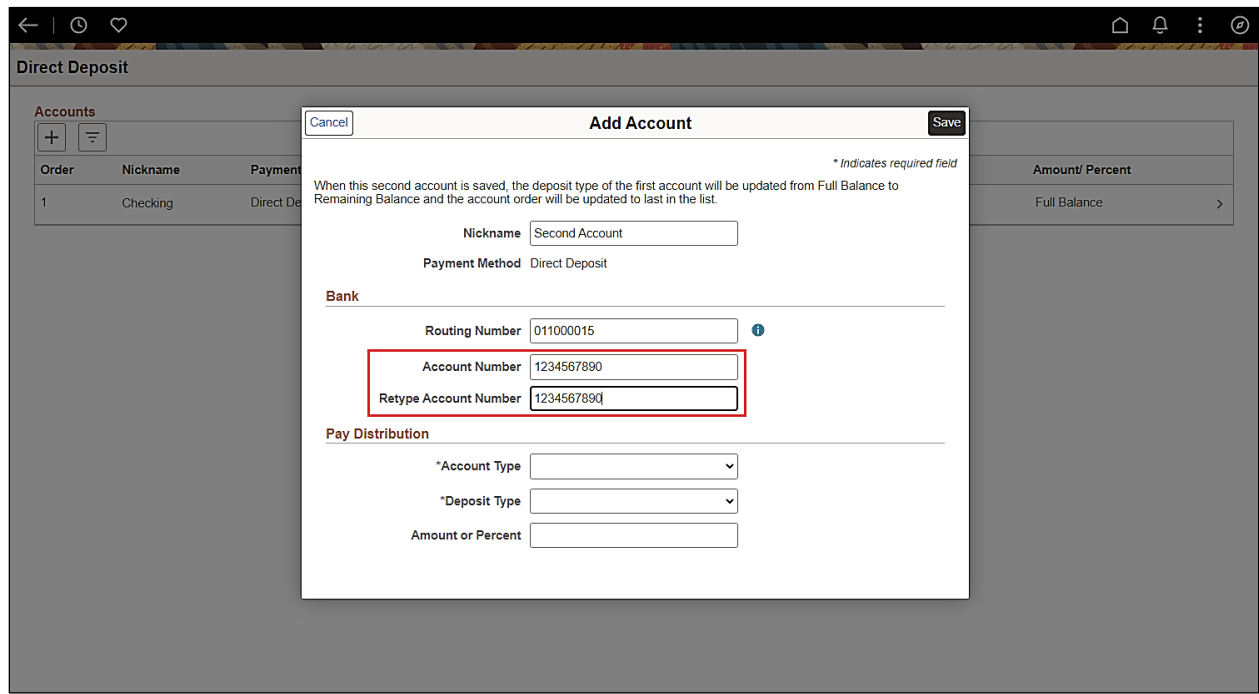 Direct Deposit
Accounts
Order Nickname Payment Amount/ Percent
1 Checking Direct De Full Balance
Cancel Add Account Save
* Indicates required field
When this second account is saved, the deposit type of the first account will be updated from Full Balance to
Remaining Balance and the account order will be updated to last in the list.
Nickname Second Account
Payment Method Direct Deposit
Bank
Routing Number 011000015
Account Number 1234567890
Retype Account Number 1234567890
Pay Distribution
*Account Type
*Deposit Type
Amount or Percent